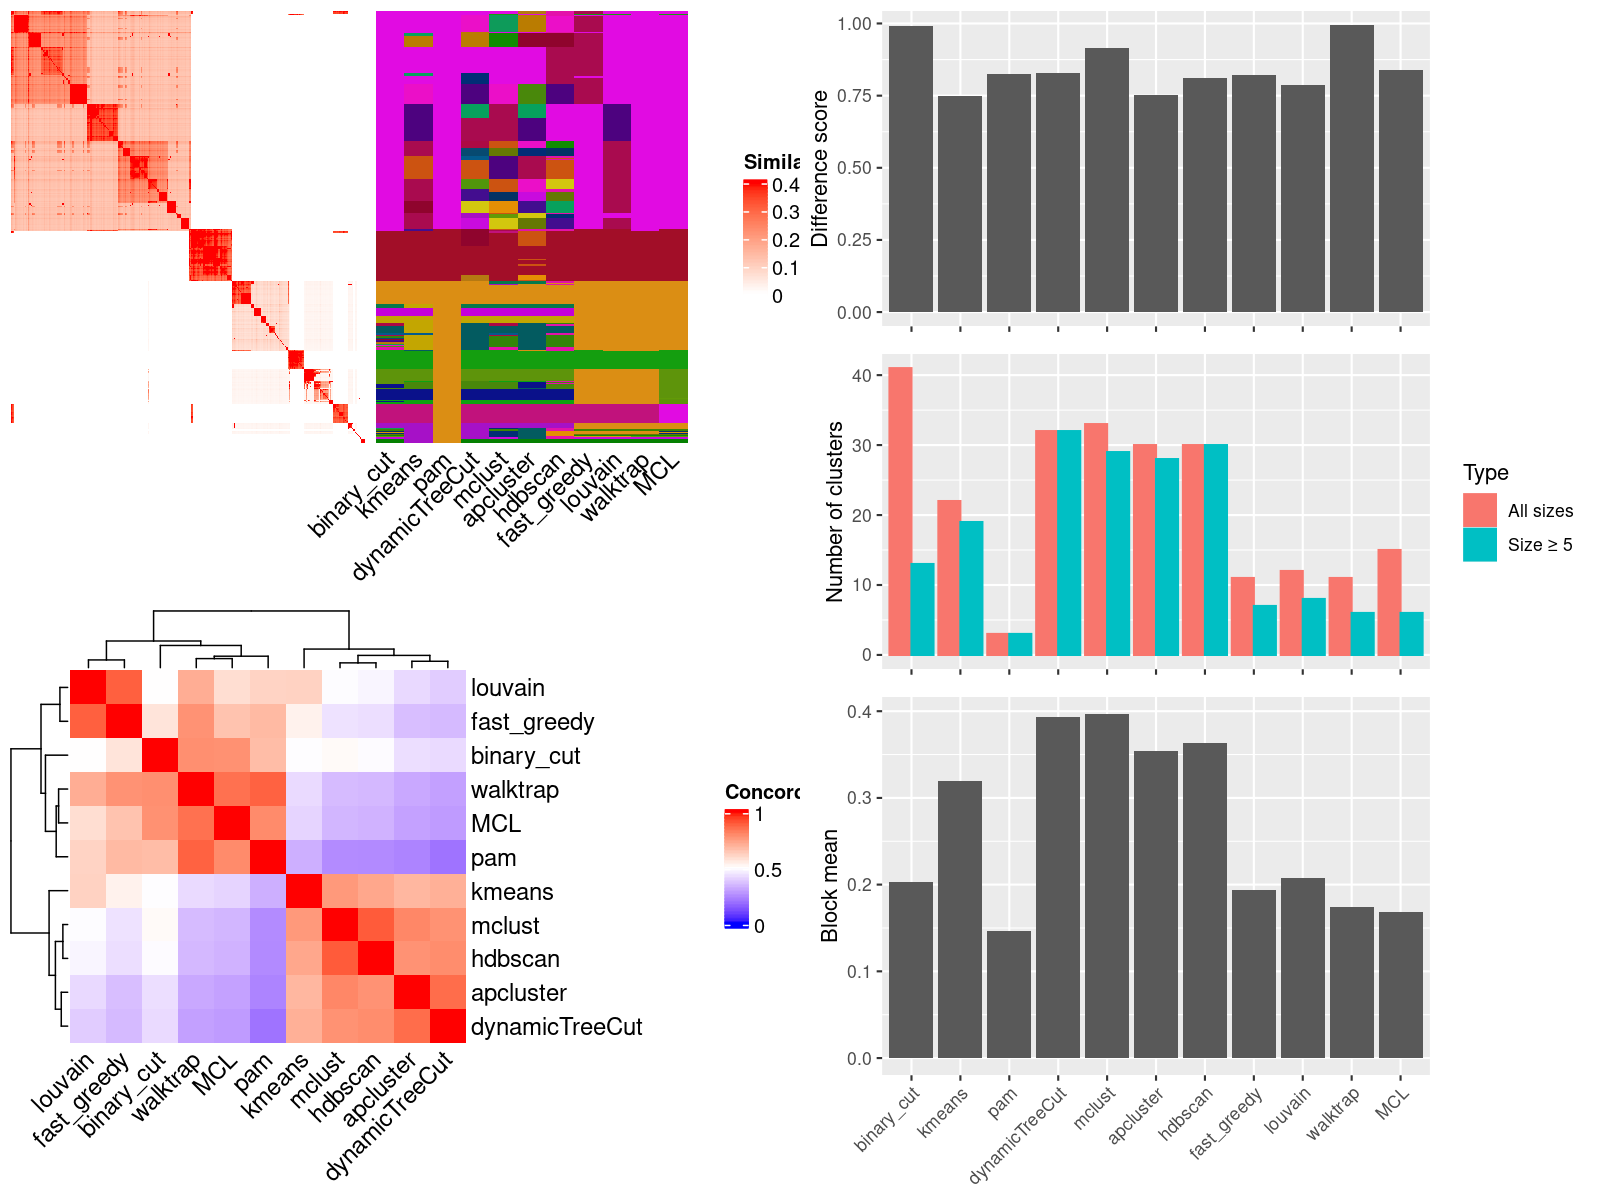 Simila
0.4
0.3
0.2
0.1
0
binary_cut
kmeans
pam
dynamicTreeCut
mclust
apcluster
hdbscan
fast_greedy
louvain
walktrap
MCL
louvain
fast_greedy
binary_cut
walktrap
MCL
pam
kmeans
mclust
hdbscan
apcluster
dynamicTreeCut
louvain
fast_greedy
binary_cut
walktrap
MCL
pam
kmeans
mclust
hdbscan
apcluster
dynamicTreeCut
Concord
1
0.5
0
Difference score
1.00
0.75
0.50
0.25
0.00
Number of clusters
40
30
20
10
0
Type
All sizes
Size ≥ 5
Block mean
0.4
0.3
0.2
0.1
0.0
binary_cut
kmeans
pam
dynamicTreeCut
mclust
apcluster
hdbscan
fast_greedy
louvain
walktrap
MCL